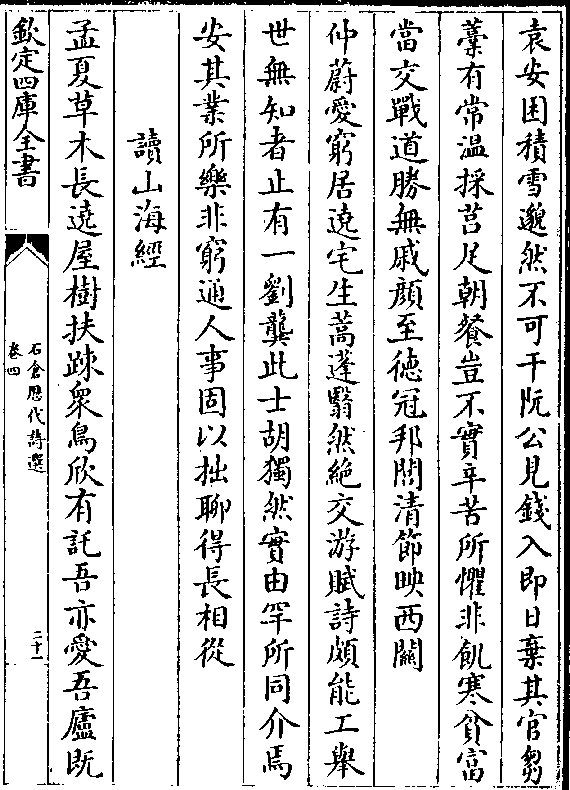 袁安困積雪邈然不可干阮公見錢入即日棄其官芻
藁有常温採莒足朝餐豈不實辛苦所懼非飢寒貧富
當交戰道勝無戚顔至徳冠邦閭清節映西關
仲蔚愛窮居遶宅生蒿蓬翳然絶交游賦詩頗能工舉
世無知者止有一劉龔此士胡獨然實由罕所同介焉
安其業所樂非窮通人事固以拙聊得長相從
讀山海經
孟夏草木長遶屋樹扶踈衆鳥欣有託吾亦愛吾廬既
欽定四庫全書
石倉歴代詩選
卷四
二十一